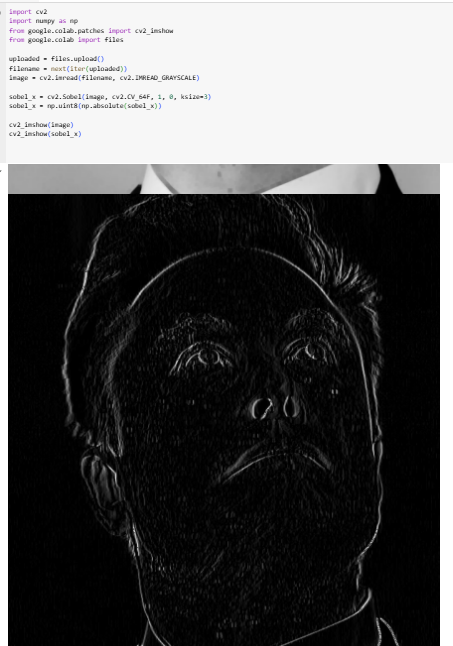 import cv2
import numpy as np
from google.colab.patches import cv2_imshow
from google.colab import files
uploaded = files.upload()
filename = next(iter(uploaded))
image = cv2.imread(filename, cv2.IMREAD_GRAYSCALE)
sobel_x = cv2.Sobel(image, cv2.CV_64F, 1, 0, ksize=3)
sobel_x = np.uint8(np.absolute(sobel_x))
cv2_imshow(image)
cv2_imshow(sobel_x)